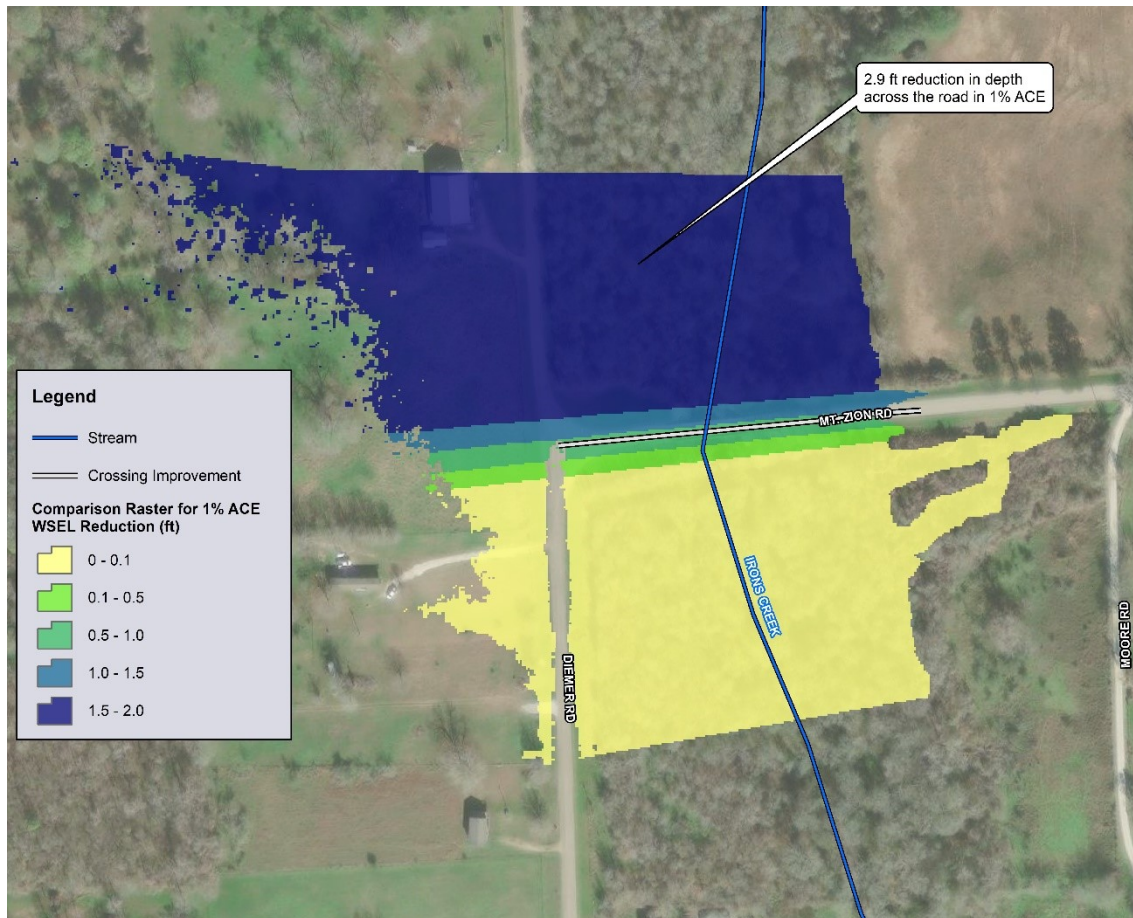 2.9 ft reduction in depth
across the road in 1% ACE
MT. ZION RD
Legend
Stream
Crossing Improvement
Comparison Raster for 1% ACE
WSEL Reduction (ft)
0 - 0.1
0.1 - 0.5
0.5 - 1.0
1.0 - 1.5
1.5 - 2.0
IRONS CREEK
DIEMER RD
MOORE RD